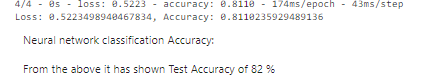 4/4 - 0s - loss: 0.5223 - accuracy: 0.8110 - 174ms/epoch - 43ms/step
Loss: 0.5223498940467834, Accuracy: 0.8110235929489136
Neural network classification Accuracy:
From the above it has shown Test Accuracy of 82 %